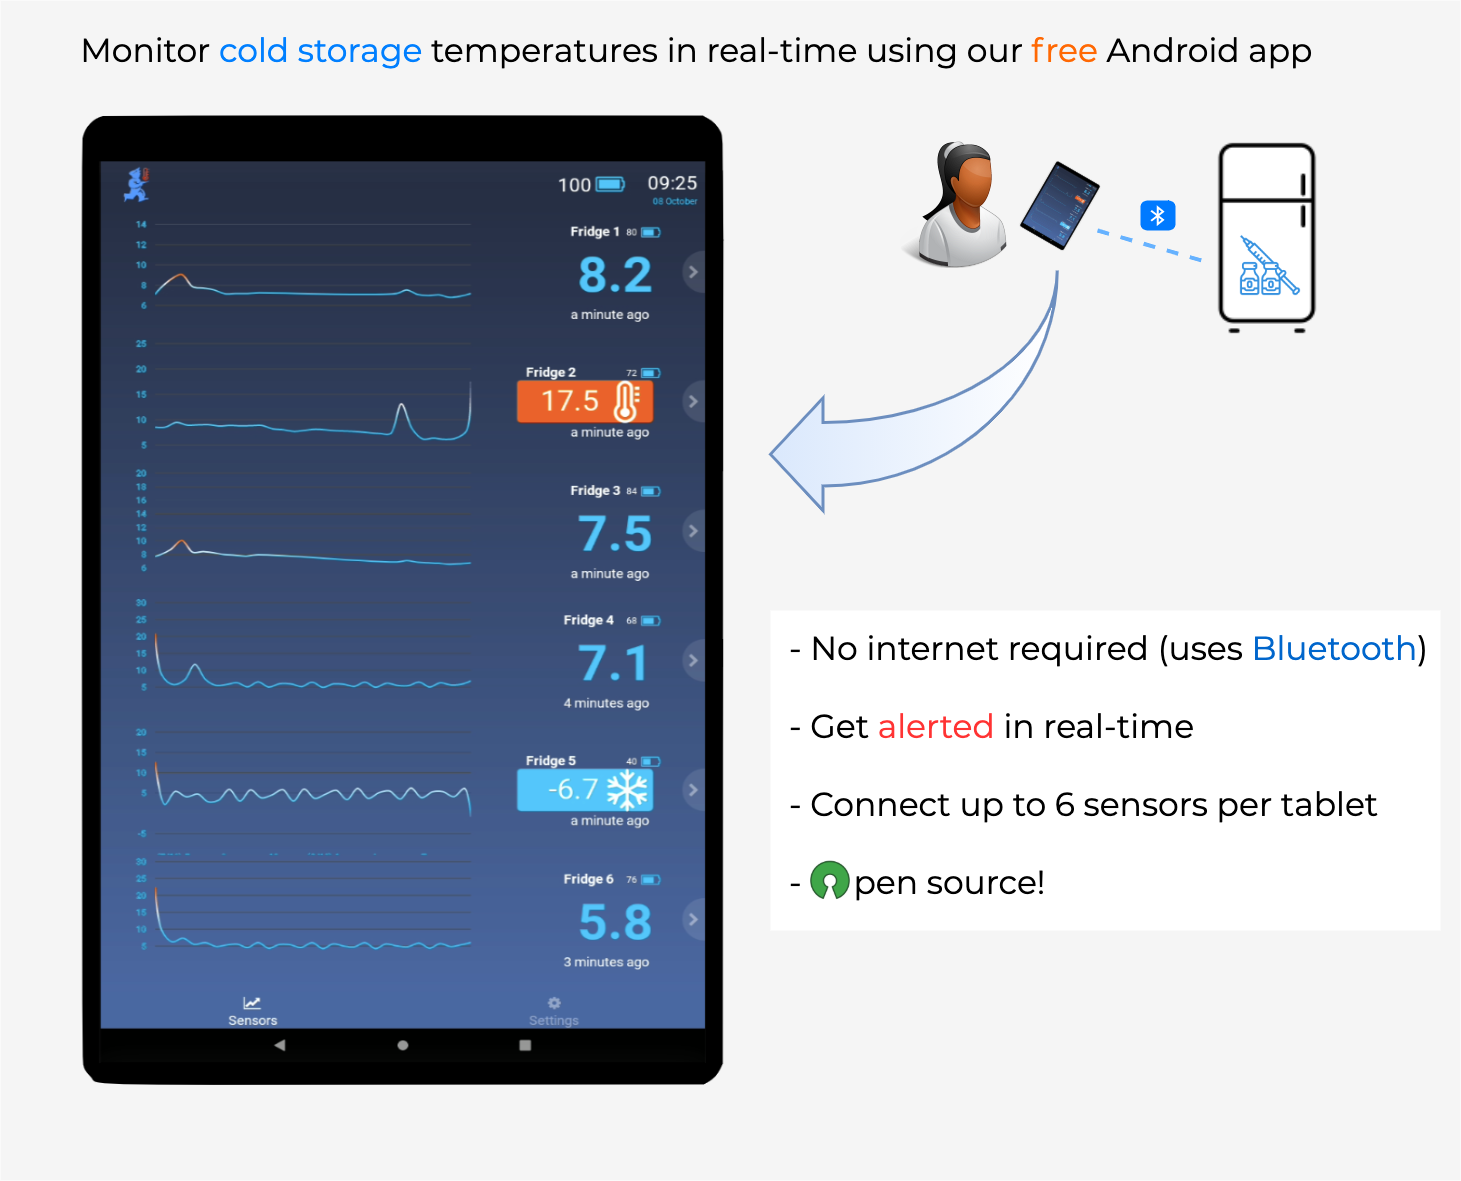 Monitor cold storage temperatures in real-time using our free Android app
100 09:25
08 October
14
12
10
8
6
Fridge 1 80
8.2
a minute ago
25
20
15
10
5
Fridge 2 72
17.5
a minute ago
20
18
16
14
12
10
8
6
Fridge 3 84
7.5
a minute ago
30
25
20
15
10
5
Fridge 4 68
7.1
4 minutes ago
20
15
10
5
-5
Fridge 5 40
-6.7
a minute ago
30
25
20
15
10
5
Fridge 6 76
5.8
3 minutes ago
Sensors
Settings
- No internet required (uses Bluetooth)
- Get alerted in real-time
- Connect up to 6 sensors per tablet
- Open source!